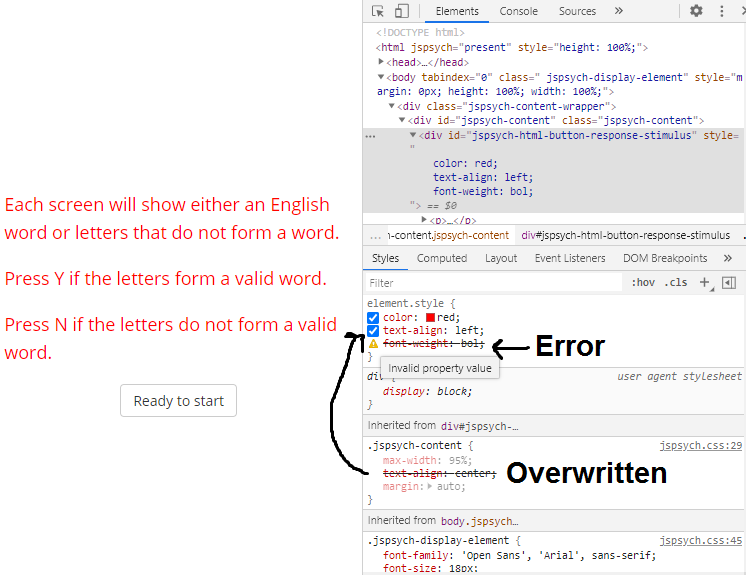 Each screen will show either an English
word or letters that do not form a word.
Press Y if the letters form a valid word.
Press N if the letters do not form a valid
word.
Ready to start
Elements Console Sources »
<!DOCTYPE html>
<html jspsych="present" style="height: 100%;">
<head>…</head>
<body tabindex="0" class=" jspsych-display-element" style="m
argin: 0px; height: 100%; width: 100%;">
<div class="jspsych-content-wrapper">
<div id="jspsych-content" class="jspsych-content">
… <div id="jspsych-html-button-response-stimulus" style=
"
color: red;
text-align: left;
font-weight: bol;
"> == $0
<p>…</p>
... n-content.jspsych-content div#jspsych-html-button-response-stimulus ...
Styles Computed Layout Event Listeners DOM Breakpoints »
Filter :hov .cls +
element.style {
color: red;
text-align: left;
font-weight: bol;
}
Error
Invalid property value
div { user agent stylesheet
display: block;
}
Inherited from div#jspsych-…
.jspsych-content { jspsych.css:29
max-width: 95%;
text-align: center;
margin: auto;
}
Overwritten
Inherited from body.jspsych…
.jspsych-display-element { jspsych.css:45
font-family: 'Open Sans', 'Arial', sans-serif;
font-size: 18px;